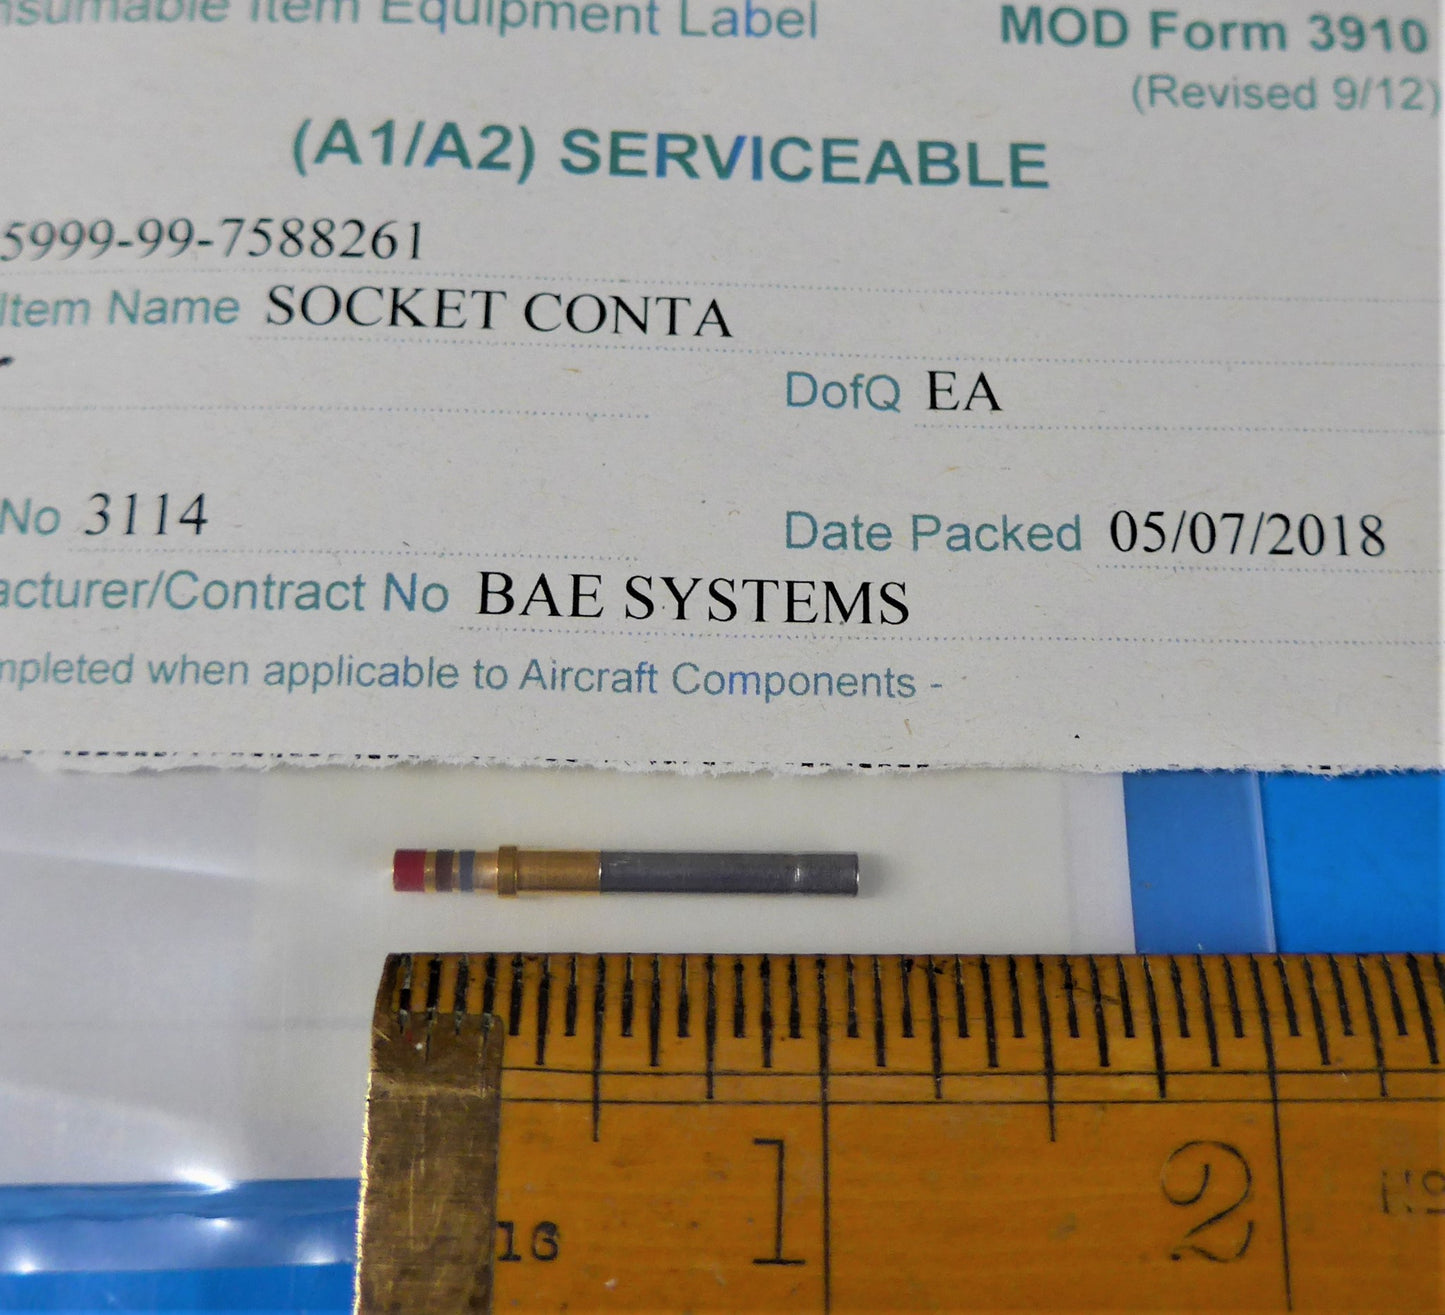 Item Equipment Label
MOD Form 3910
(Revised 9/12)
(A1/A2) SERVICEABLE
5999-99-7588261
Item Name SOCKET CONTA
DofQ EA
No 3114
Date Packed 05/07/2018
acturer/Contract No BAE SYSTEMS
mpleted when applicable to Aircraft Components -
16
1
2